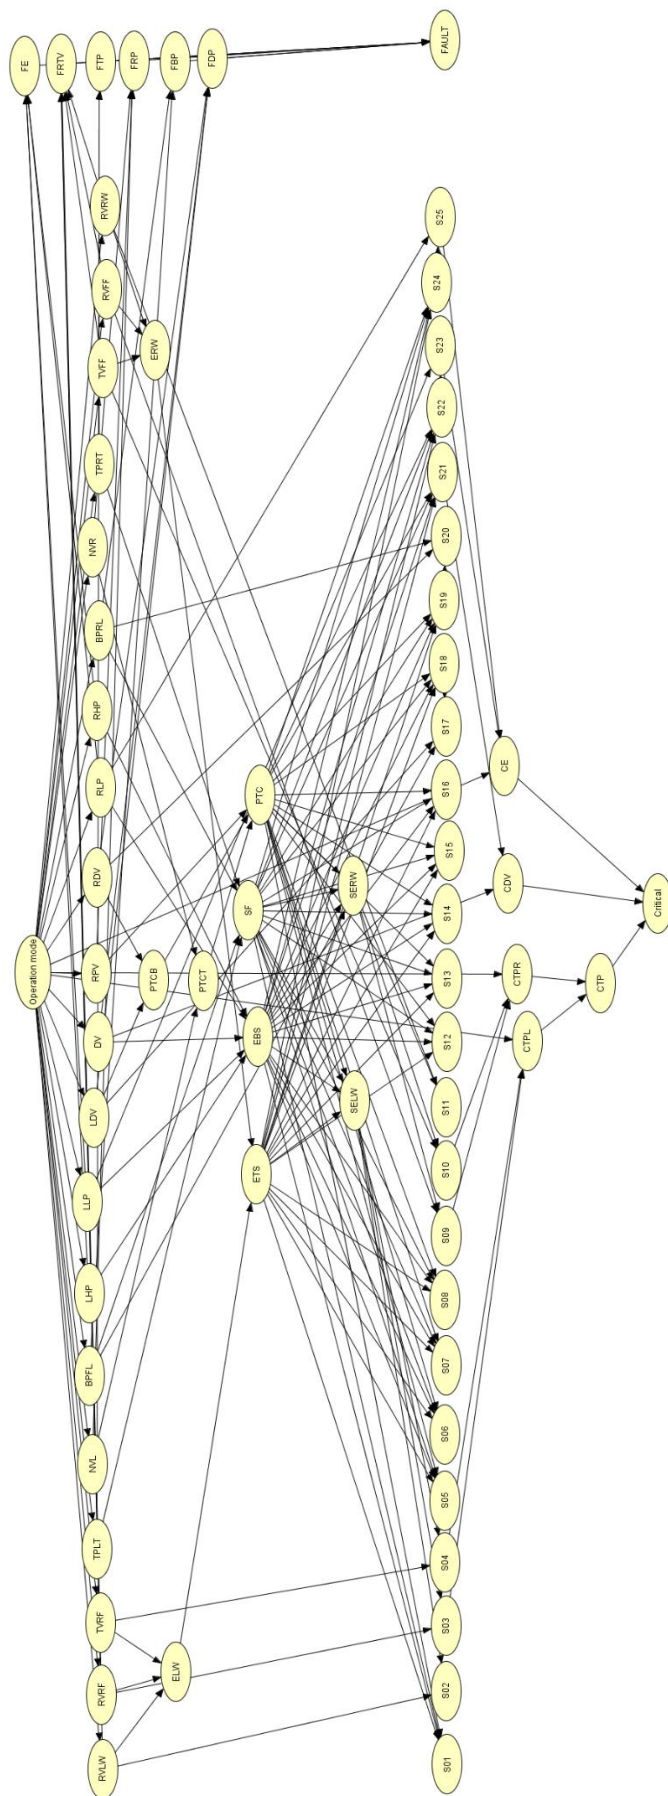 FE
FRTV
FTP
FRP
FBP
FDP
FAULT
RVRW
RVFF
TVFF
TPRT
NVR
BPRL
RHP
RLP
RDV
RPV
DV
LDV
LLP
LHP
BPFL
NVL
TPLT
TVRF
RVRF
RVLW
Operation mode
ERW
PTCB
PTCT
ELW
PTC
SF
EBS
ETS
SERW
SELW
S25
S24
S23
S22
S21
S20
S19
S18
S17
S16
S15
S14
S13
S12
S11
S10
S09
S08
S07
S06
S05
S04
S03
S02
S01
CE
CDV
CTPR
CTPL
CTP
Critical